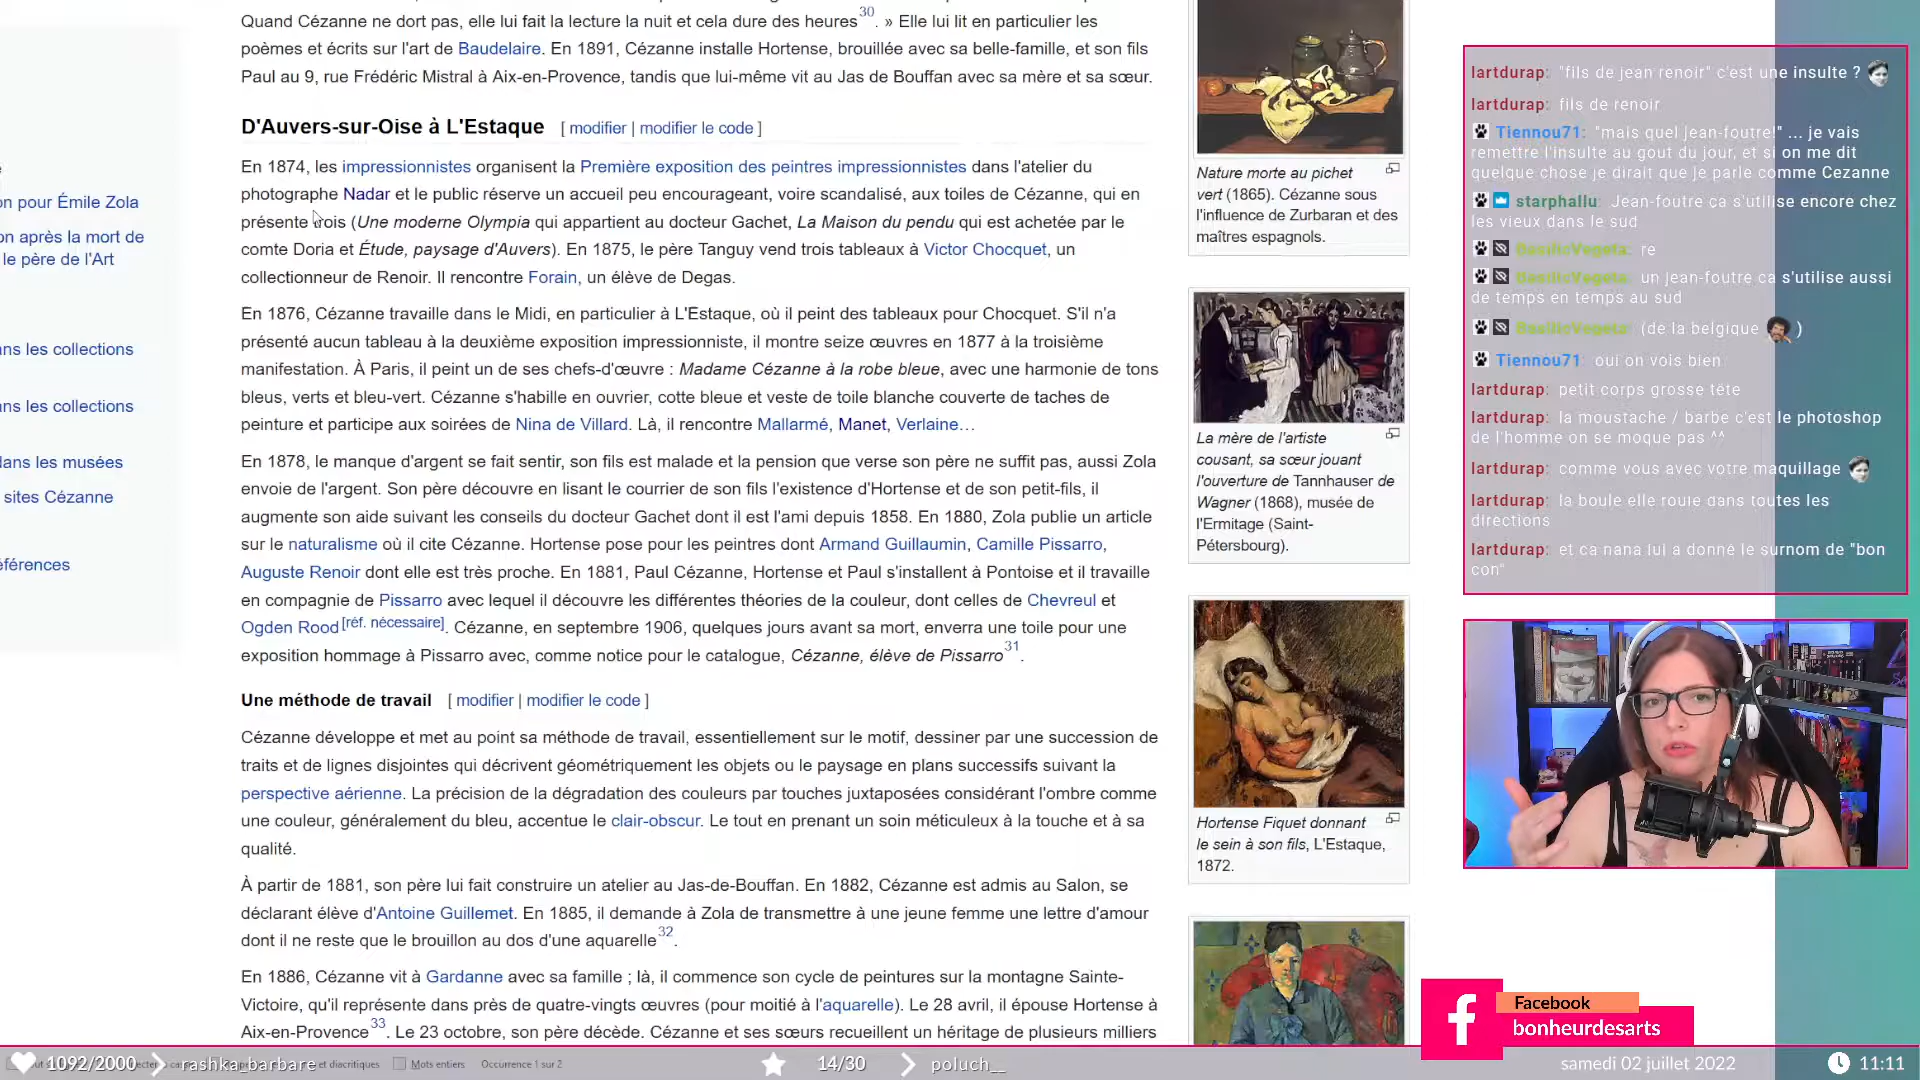 Quand Cézanne ne dort pas, elle lui fait la lecture la nuit et cela dure des heures30. » Elle lui lit en particulier les
poèmes et écrits sur l'art de Baudelaire. En 1891, Cézanne installe Hortense, brouillée avec sa belle-famille, et son fils
Paul au 9, rue Frédéric Mistral à Aix-en-Provence, tandis que lui-même vit au Jas de Bouffan avec sa mère et sa sœur.
D'Auvers-sur-Oise à L'Estaque [ modifier | modifier le code ]
En 1874, les impressionnistes organisent la Première exposition des peintres impressionnistes dans l'atelier du
photographe Nadar et le public réserve un accueil peu encourageant, voire scandalisé, aux toiles de Cézanne, qui en
présente trois (Une moderne Olympia qui appartient au docteur Gachet, La Maison du pendu qui est achetée par le
comte Doria et Étude, paysage d'Auvers). En 1875, le père Tanguy vend trois tableaux à Victor Chocquet, un
collectionneur de Renoir. Il rencontre Forain, un élève de Degas.
En 1876, Cézanne travaille dans le Midi, en particulier à L'Estaque, où il peint des tableaux pour Chocquet. S'il n'a
présenté aucun tableau à la deuxième exposition impressionniste, il montre seize œuvres en 1877 à la troisième
manifestation. À Paris, il peint un de ses chefs-d'œuvre : Madame Cézanne à la robe bleue, avec une harmonie de tons
bleus, verts et bleu-vert. Cézanne s'habille en ouvrier, cotte bleue et veste de toile blanche couverte de taches de
peinture et participe aux soirées de Nina de Villard. Là, il rencontre Mallarmé, Manet, Verlaine…
En 1878, le manque d'argent se fait sentir, son fils est malade et la pension que verse son père ne suffit pas, aussi Zola
envoie de l'argent. Son père découvre en lisant le courrier de son fils l'existence d'Hortense et de son petit-fils, il
augmente son aide suivant les conseils du docteur Gachet dont il est l'ami depuis 1858. En 1880, Zola publie un article
sur le naturalisme où il cite Cézanne. Hortense pose pour les peintres dont Armand Guillaumin, Camille Pissarro,
Auguste Renoir dont elle est très proche. En 1881, Paul Cézanne, Hortense et Paul s'installent à Pontoise et il travaille
en compagnie de Pissarro avec lequel il découvre les différentes théories de la couleur, dont celles de Chevreul et
Ogden Rood[réf. nécessaire]. Cézanne, en septembre 1906, quelques jours avant sa mort, enverra une toile pour une
exposition hommage à Pissarro avec, comme notice pour le catalogue, Cézanne, élève de Pissarro31.
Une méthode de travail [ modifier | modifier le code ]
Cézanne développe et met au point sa méthode de travail, essentiellement sur le motif, dessiner par une succession de
traits et de lignes disjointes qui décrivent géométriquement les objets ou le paysage en plans successifs suivant la
perspective aérienne. La précision de la dégradation des couleurs par touches juxtaposées considérant l'ombre comme
une couleur, généralement du bleu, accentue le clair-obscur. Le tout en prenant un soin méticuleux à la touche et à sa
qualité.
À partir de 1881, son père lui fait construire un atelier au Jas-de-Bouffan. En 1882, Cézanne est admis au Salon, se
déclarant élève d'Antoine Guillemet. En 1885, il demande à Zola de transmettre à une jeune femme une lettre d'amour
dont il ne reste que le brouillon au dos d'une aquarelle32.
En 1886, Cézanne vit à Gardanne avec sa famille ; là, il commence son cycle de peintures sur la montagne Sainte-
Victoire, qu'il représente dans près de quatre-vingts œuvres (pour moitié à l'aquarelle). Le 28 avril, il épouse Hortense à
Aix-en-Provence33. Le 23 octobre, son père décède. Cézanne et ses sœurs recueillent un héritage de plusieurs milliers
on pour Émile Zola
on après la mort de
le père de l'Art
ans les collections
ans les collections
dans les musées
sites Cézanne
éférences
Nature morte au pichet
vert (1865). Cézanne sous
l'influence de Zurbaran et des
maîtres espagnols.
La mère de l'artiste
cousant, sa sœur jouant
l'ouverture de Tannhauser de
Wagner (1868), musée de
l'Ermitage (Saint-
Pétersbourg).
Hortense Fiquet donnant
le sein à son fils, L'Estaque,
1872.
lartdurap: "fils de jean renoir" c'est une insulte ?
lartdurap: fils de renoir
Tiennou71: "mais quel jean-foutre!" ... je vais
remettre l'insulte au gout du jour, et si on me dit
quelque chose je dirait que je parle comme Cezanne
starphallu: Jean-foutre ça s'utilise encore chez
les vieux dans le sud
BasilicVegeta: re
BasilicVegeta: un jean-foutre ca s'utilise aussi
de temps en temps au sud
BasilicVegeta: (de la belgique )
Tiennou71: oui on vois bien
lartdurap: petit corps grosse tête
lartdurap: la moustache / barbe c'est le photoshop
de l'homme on se moque pas ^^
lartdurap: comme vous avec votre maquillage
lartdurap: la boule elle roule dans toutes les
directions
lartdurap: et ca nana lui a donné le surnom de "bon
con"
Facebook
bonheurdesarts
1092/2000 rashka_barbare et diacritiques Mots entiers Occurrence 1 sur 2 14/30 poluch__ samedi 02 juillet 2022 11:11